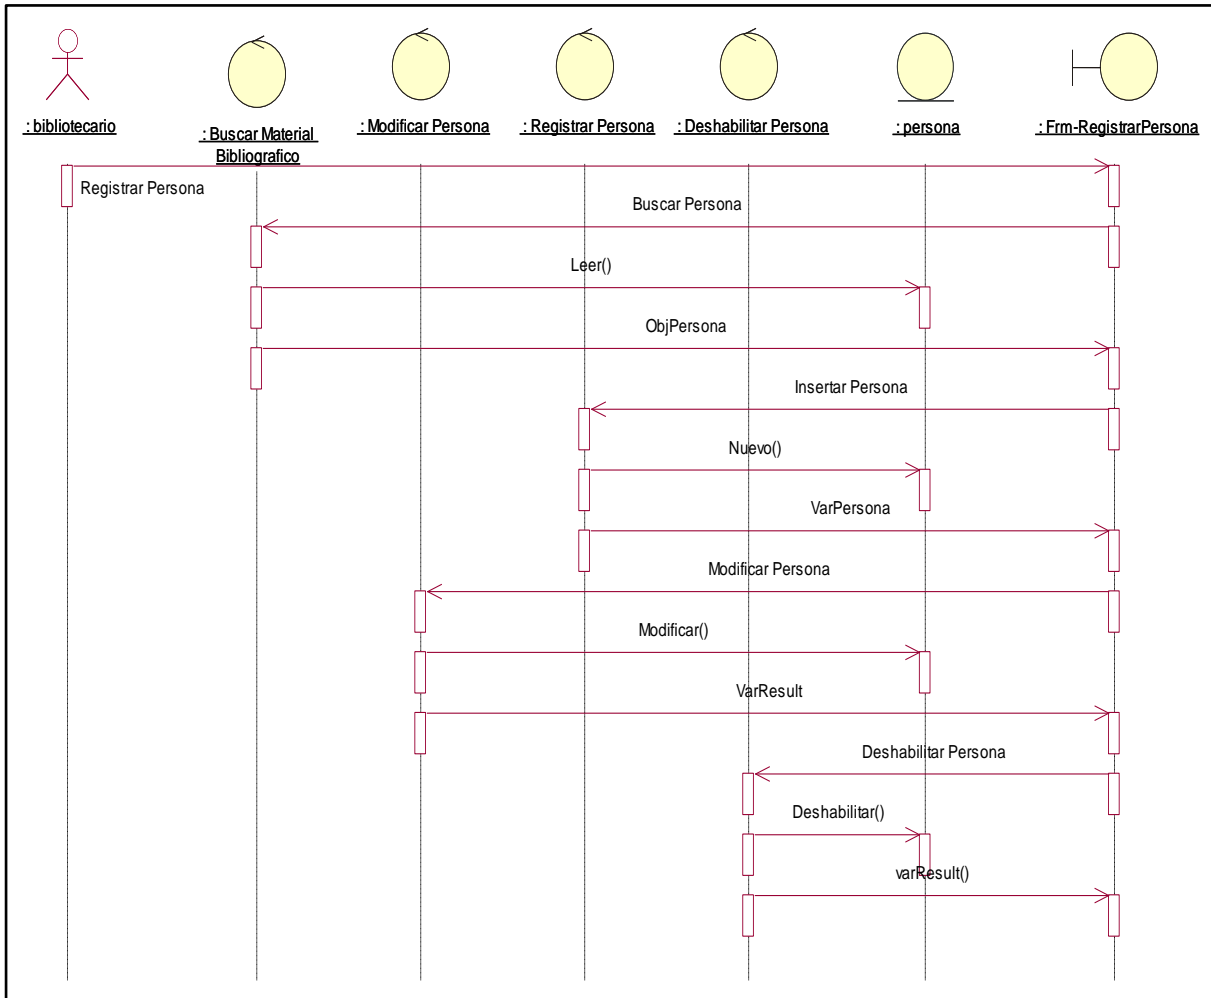 : bibliotecario
: Buscar Material
Bibliografico
: Modificar Persona
: Registrar Persona
: Deshabilitar Persona
: persona
: Frm-RegistrarPersona
Registrar Persona
Buscar Persona
Leer()
ObjPersona
Insertar Persona
Nuevo()
VarPersona
Modificar Persona
Modificar()
VarResult
Deshabilitar Persona
Deshabilitar()
varResult()